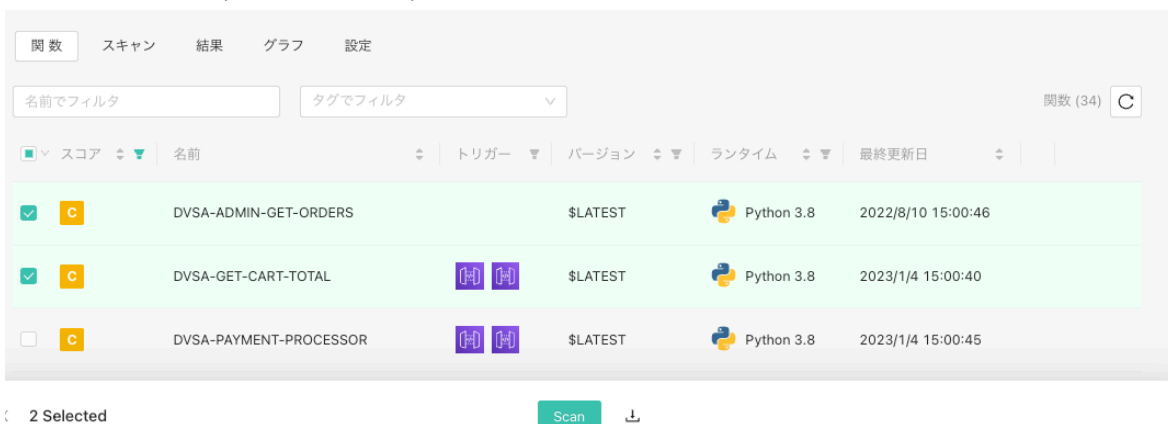 関数 スキャン 結果 グラフ 設定
名前でフィルタ タグでフィルタ 関数 (34)
スコア 名前 トリガー バージョン ランタイム 最終更新日
C DVSA-ADMIN-GET-ORDERS $LATEST Python 3.8 2022/8/10 15:00:46
C DVSA-GET-CART-TOTAL $LATEST Python 3.8 2023/1/4 15:00:40
C DVSA-PAYMENT-PROCESSOR $LATEST Python 3.8 2023/1/4 15:00:45
2 Selected Scan